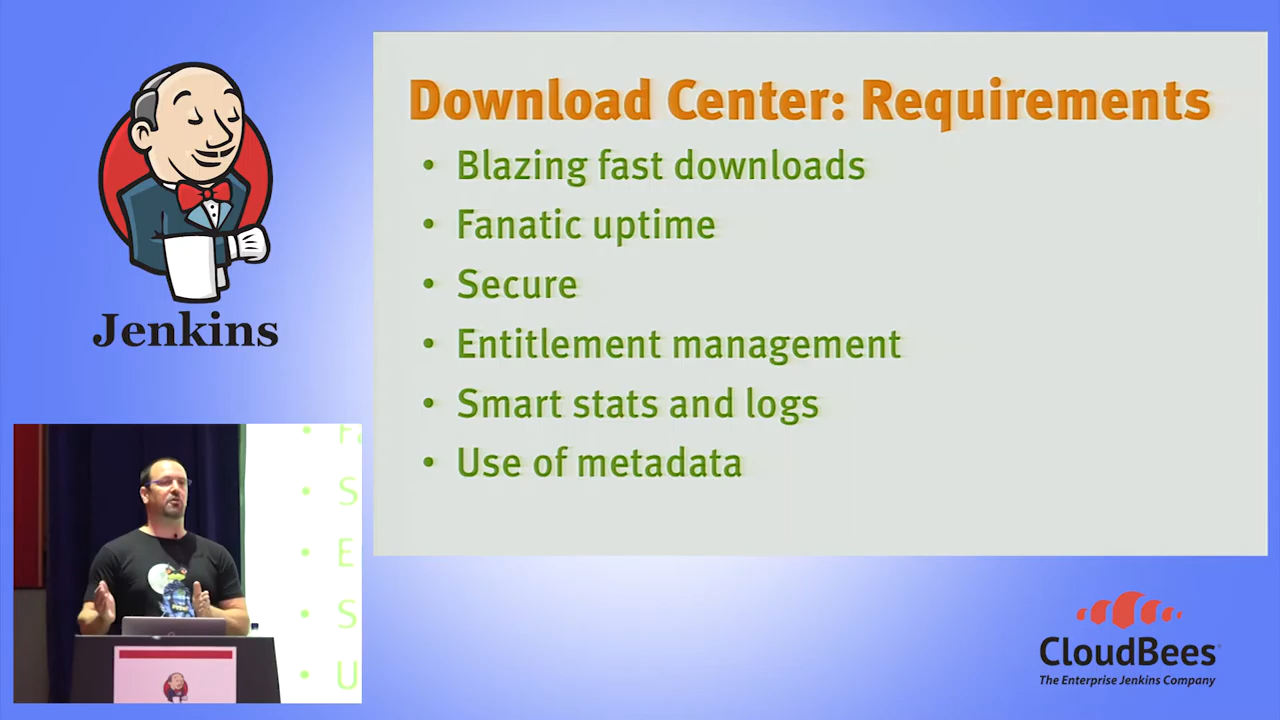 Jenkins
Download Center: Requirements
• Blazing fast downloads
• Fanatic uptime
• Secure
• Entitlement management
• Smart stats and logs
• Use of metadata
• Fa
• S
• E
• S
• U
CloudBees
The Enterprise Jenkins Company